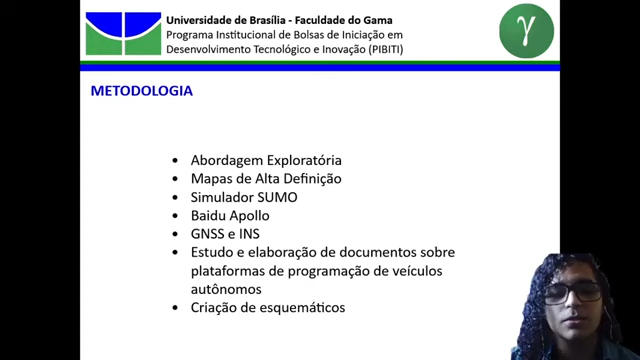 Universidade de Brasília - Faculdade do Gama
Programa Institucional de Bolsas de Iniciação em
Desenvolvimento Tecnológico e Inovação (PIBITI)
γ
METODOLOGIA
• Abordagem Exploratória
• Mapas de Alta Definição
• Simulador SUMO
• Baidu Apollo
• GNSS e INS
• Estudo e elaboração de documentos sobre
plataformas de programação de veículos
autônomos
• Criação de esquemáticos